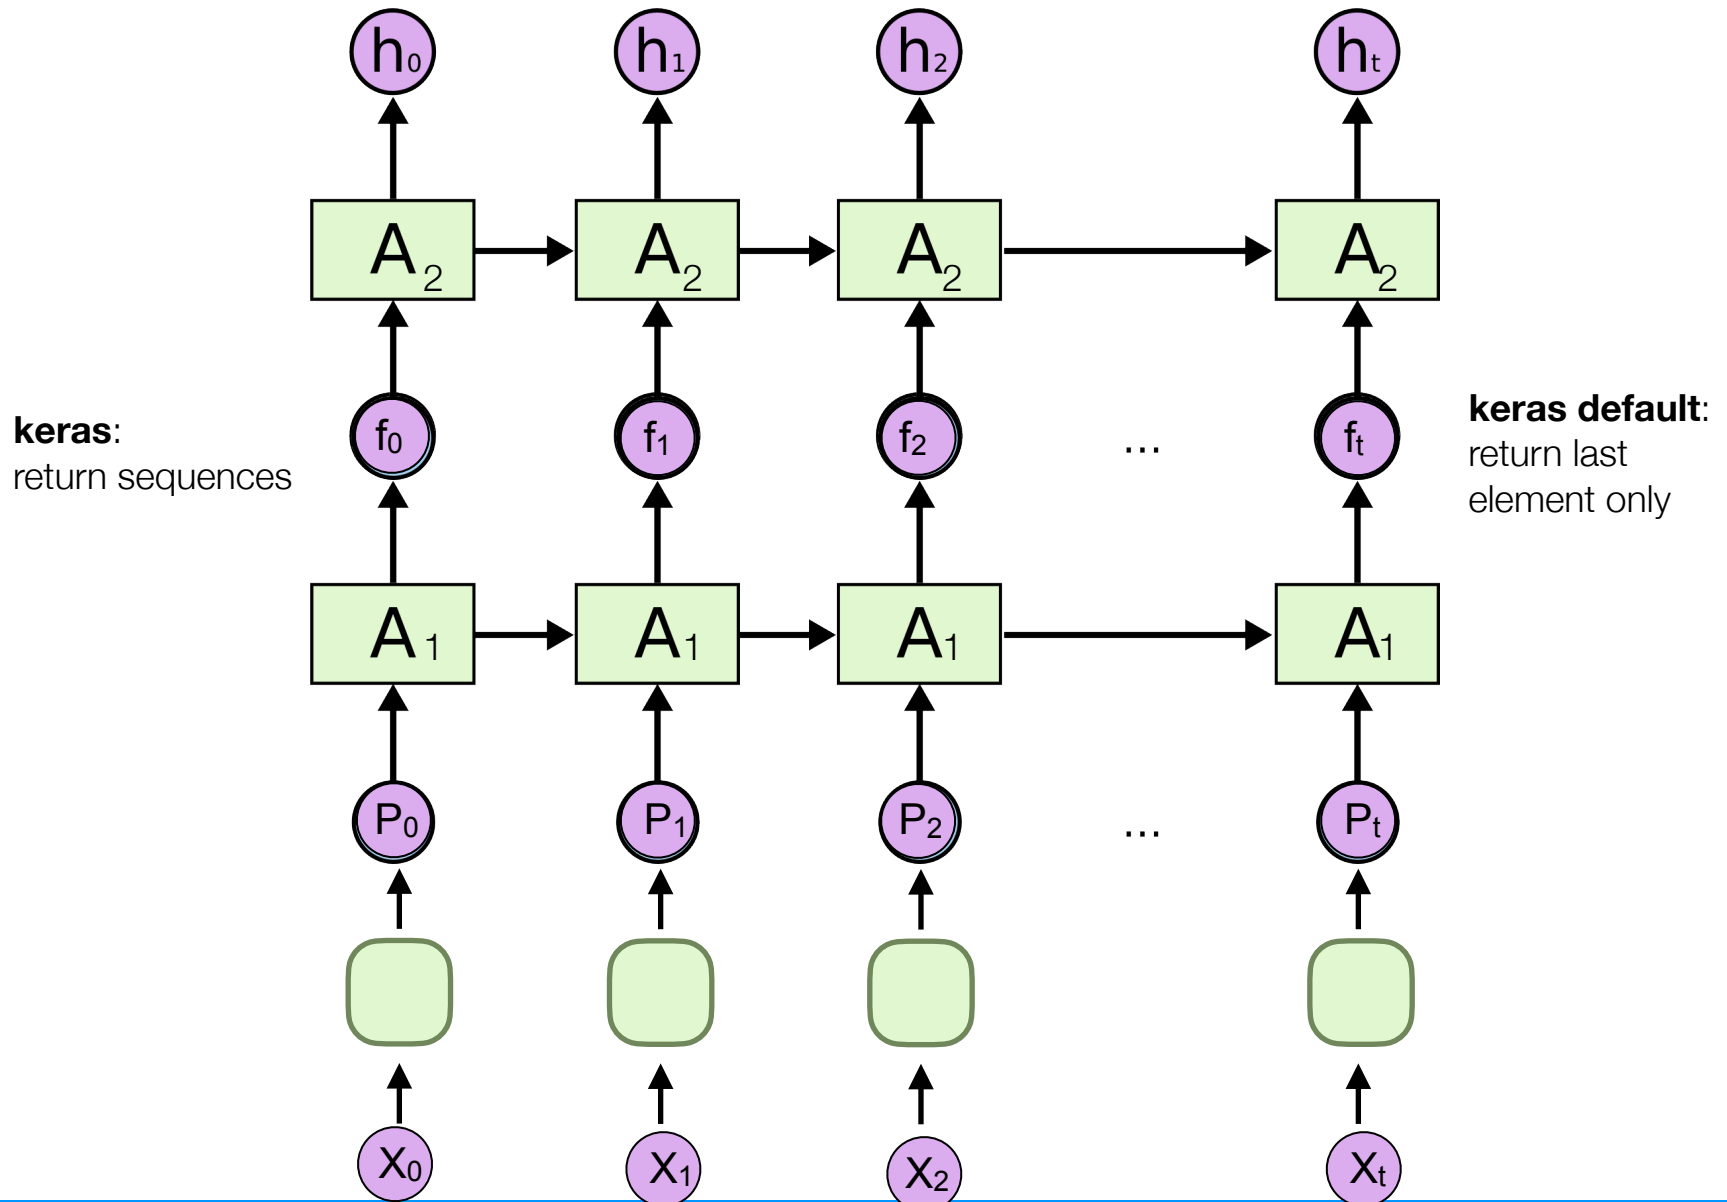 h0 h1 h2 ht
A2 A2 A2 A2
keras:
return sequences
f0 f1 f2 ... ft
keras default:
return last
element only
A1 A1 A1 A1
P0 P1 P2 ... Pt
X0 X1 X2 Xt